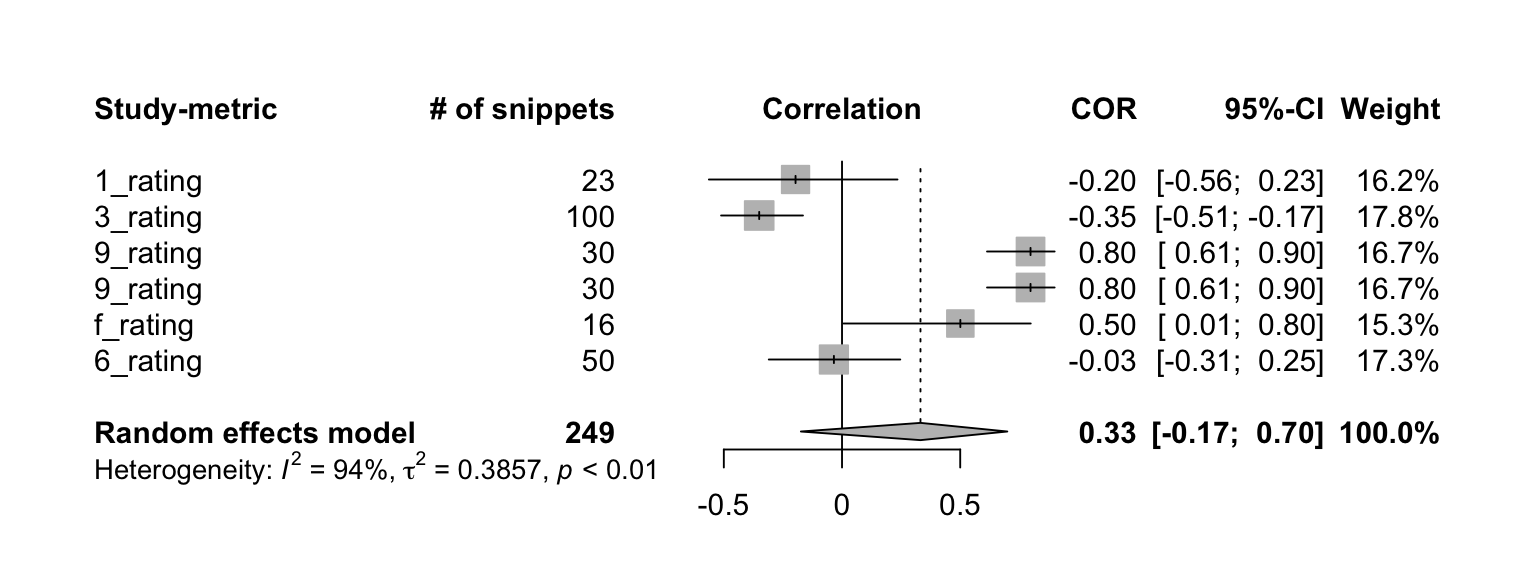 Study-metric # of snippets Correlation COR 95%-CI Weight
1_rating 23 -0.20 [-0.56; 0.23] 16.2%
3_rating 100 -0.35 [-0.51; -0.17] 17.8%
9_rating 30 0.80 [ 0.61; 0.90] 16.7%
9_rating 30 0.80 [ 0.61; 0.90] 16.7%
f_rating 16 0.50 [ 0.01; 0.80] 15.3%
6_rating 50 -0.03 [-0.31; 0.25] 17.3%
Random effects model 249 0.33 [-0.17; 0.70] 100.0%
Heterogeneity: I² = 94%, τ² = 0.3857, p < 0.01
-0.5 0 0.5